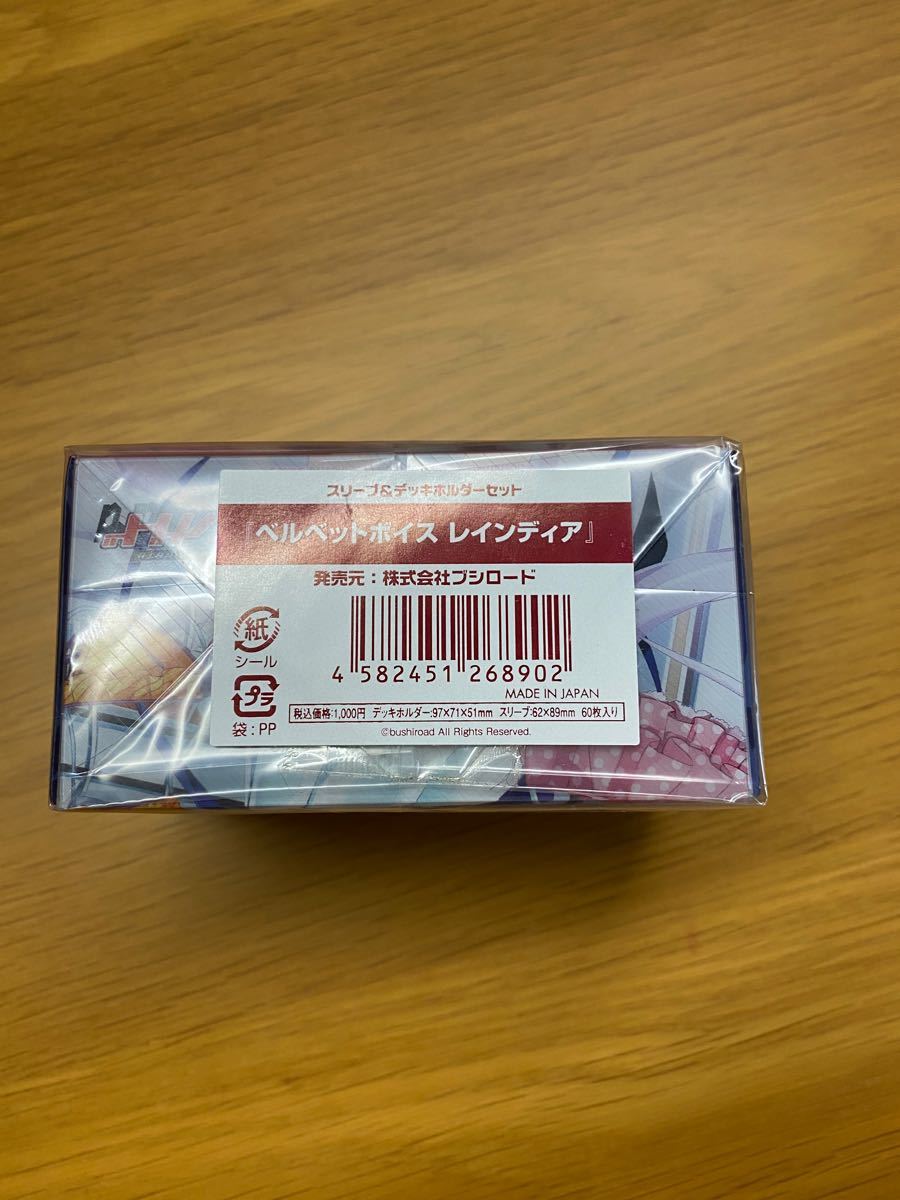 スリーブ&デッキホルダーセット
『ベルベットボイス レインディア』
発売元:株式会社ブシロード
紙
シール
プラ
袋:PP
4 582451 268902
MADE IN JAPAN
税込価格:1,000円 デッキホルダー:97×71×51mm スリーブ:62×89mm 60枚入り
©bushiroad All Rights Reserved.